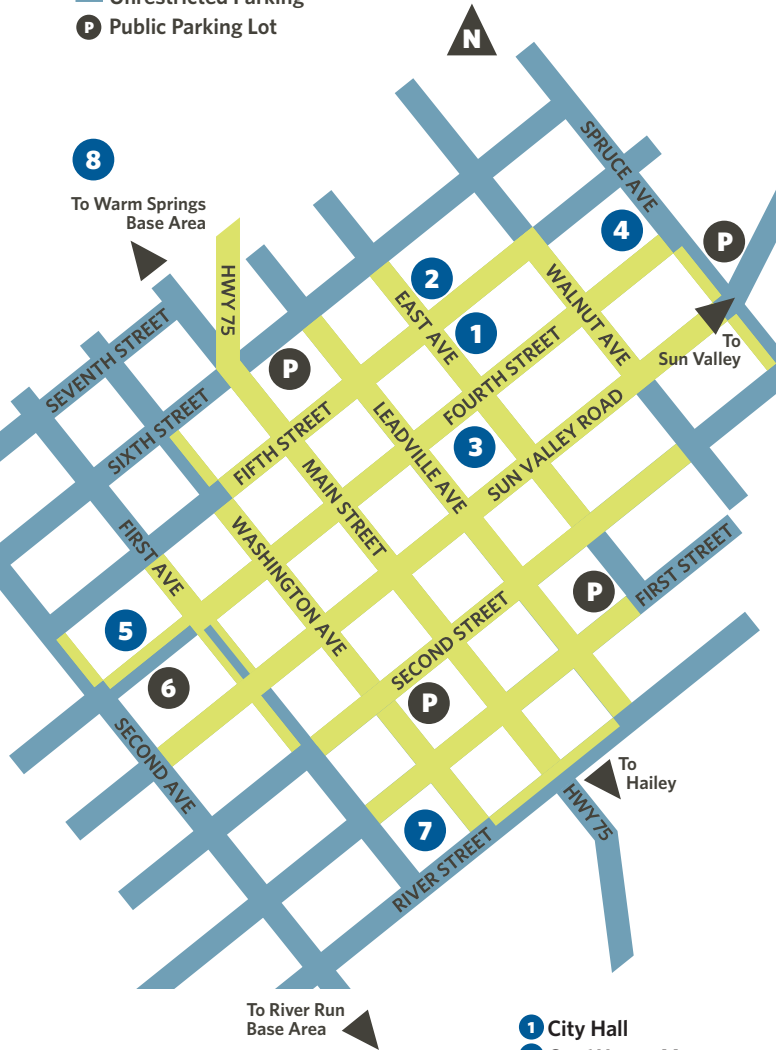 Unrestricted Parking
P Public Parking Lot
N
8
To Warm Springs
Base Area
HWY 75
SPRUCE AVE
4
P
2
1
EAST AVE
WALNUT AVE
To
Sun Valley
SEVENTH STREET
P
SIXTH STREET
FIFTH STREET
FOURTH STREET
LEADVILLE AVE
3
SUN VALLEY ROAD
MAIN STREET
FIRST AVE
WASHINGTON AVE
P
FIRST STREET
5
SECOND STREET
6
P
SECOND AVE
To
Hailey
HWY 75
7
RIVER STREET
To River Run
Base Area
1 City Hall